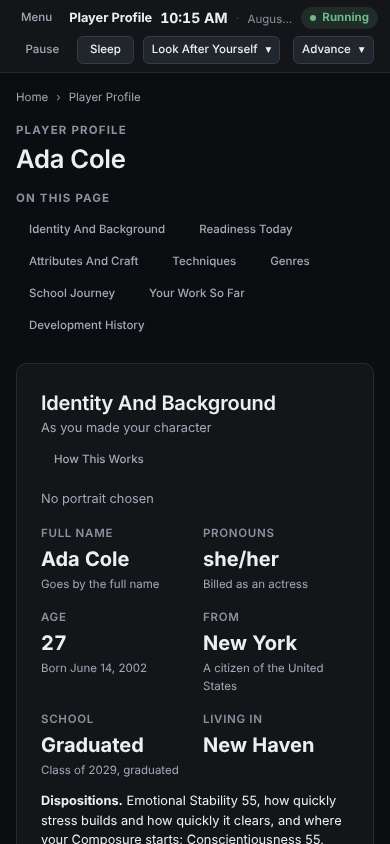 Menu Player Profile 10:15 AM · Augus... Running
Pause Sleep Look After Yourself ▾ Advance ▾
Home › Player Profile
PLAYER PROFILE
Ada Cole
ON THIS PAGE
Identity And Background Readiness Today
Attributes And Craft Techniques Genres
School Journey Your Work So Far
Development History
Identity And Background
As you made your character
How This Works
No portrait chosen
FULL NAME PRONOUNS
Ada Cole she/her
Goes by the full name Billed as an actress
AGE FROM
27 New York
Born June 14, 2002 A citizen of the United
States
SCHOOL LIVING IN
Graduated New Haven
Class of 2029, graduated
Dispositions. Emotional Stability 55, how quickly
stress builds and how quickly it clears, and where
your Composure starts; Conscientiousness 55,